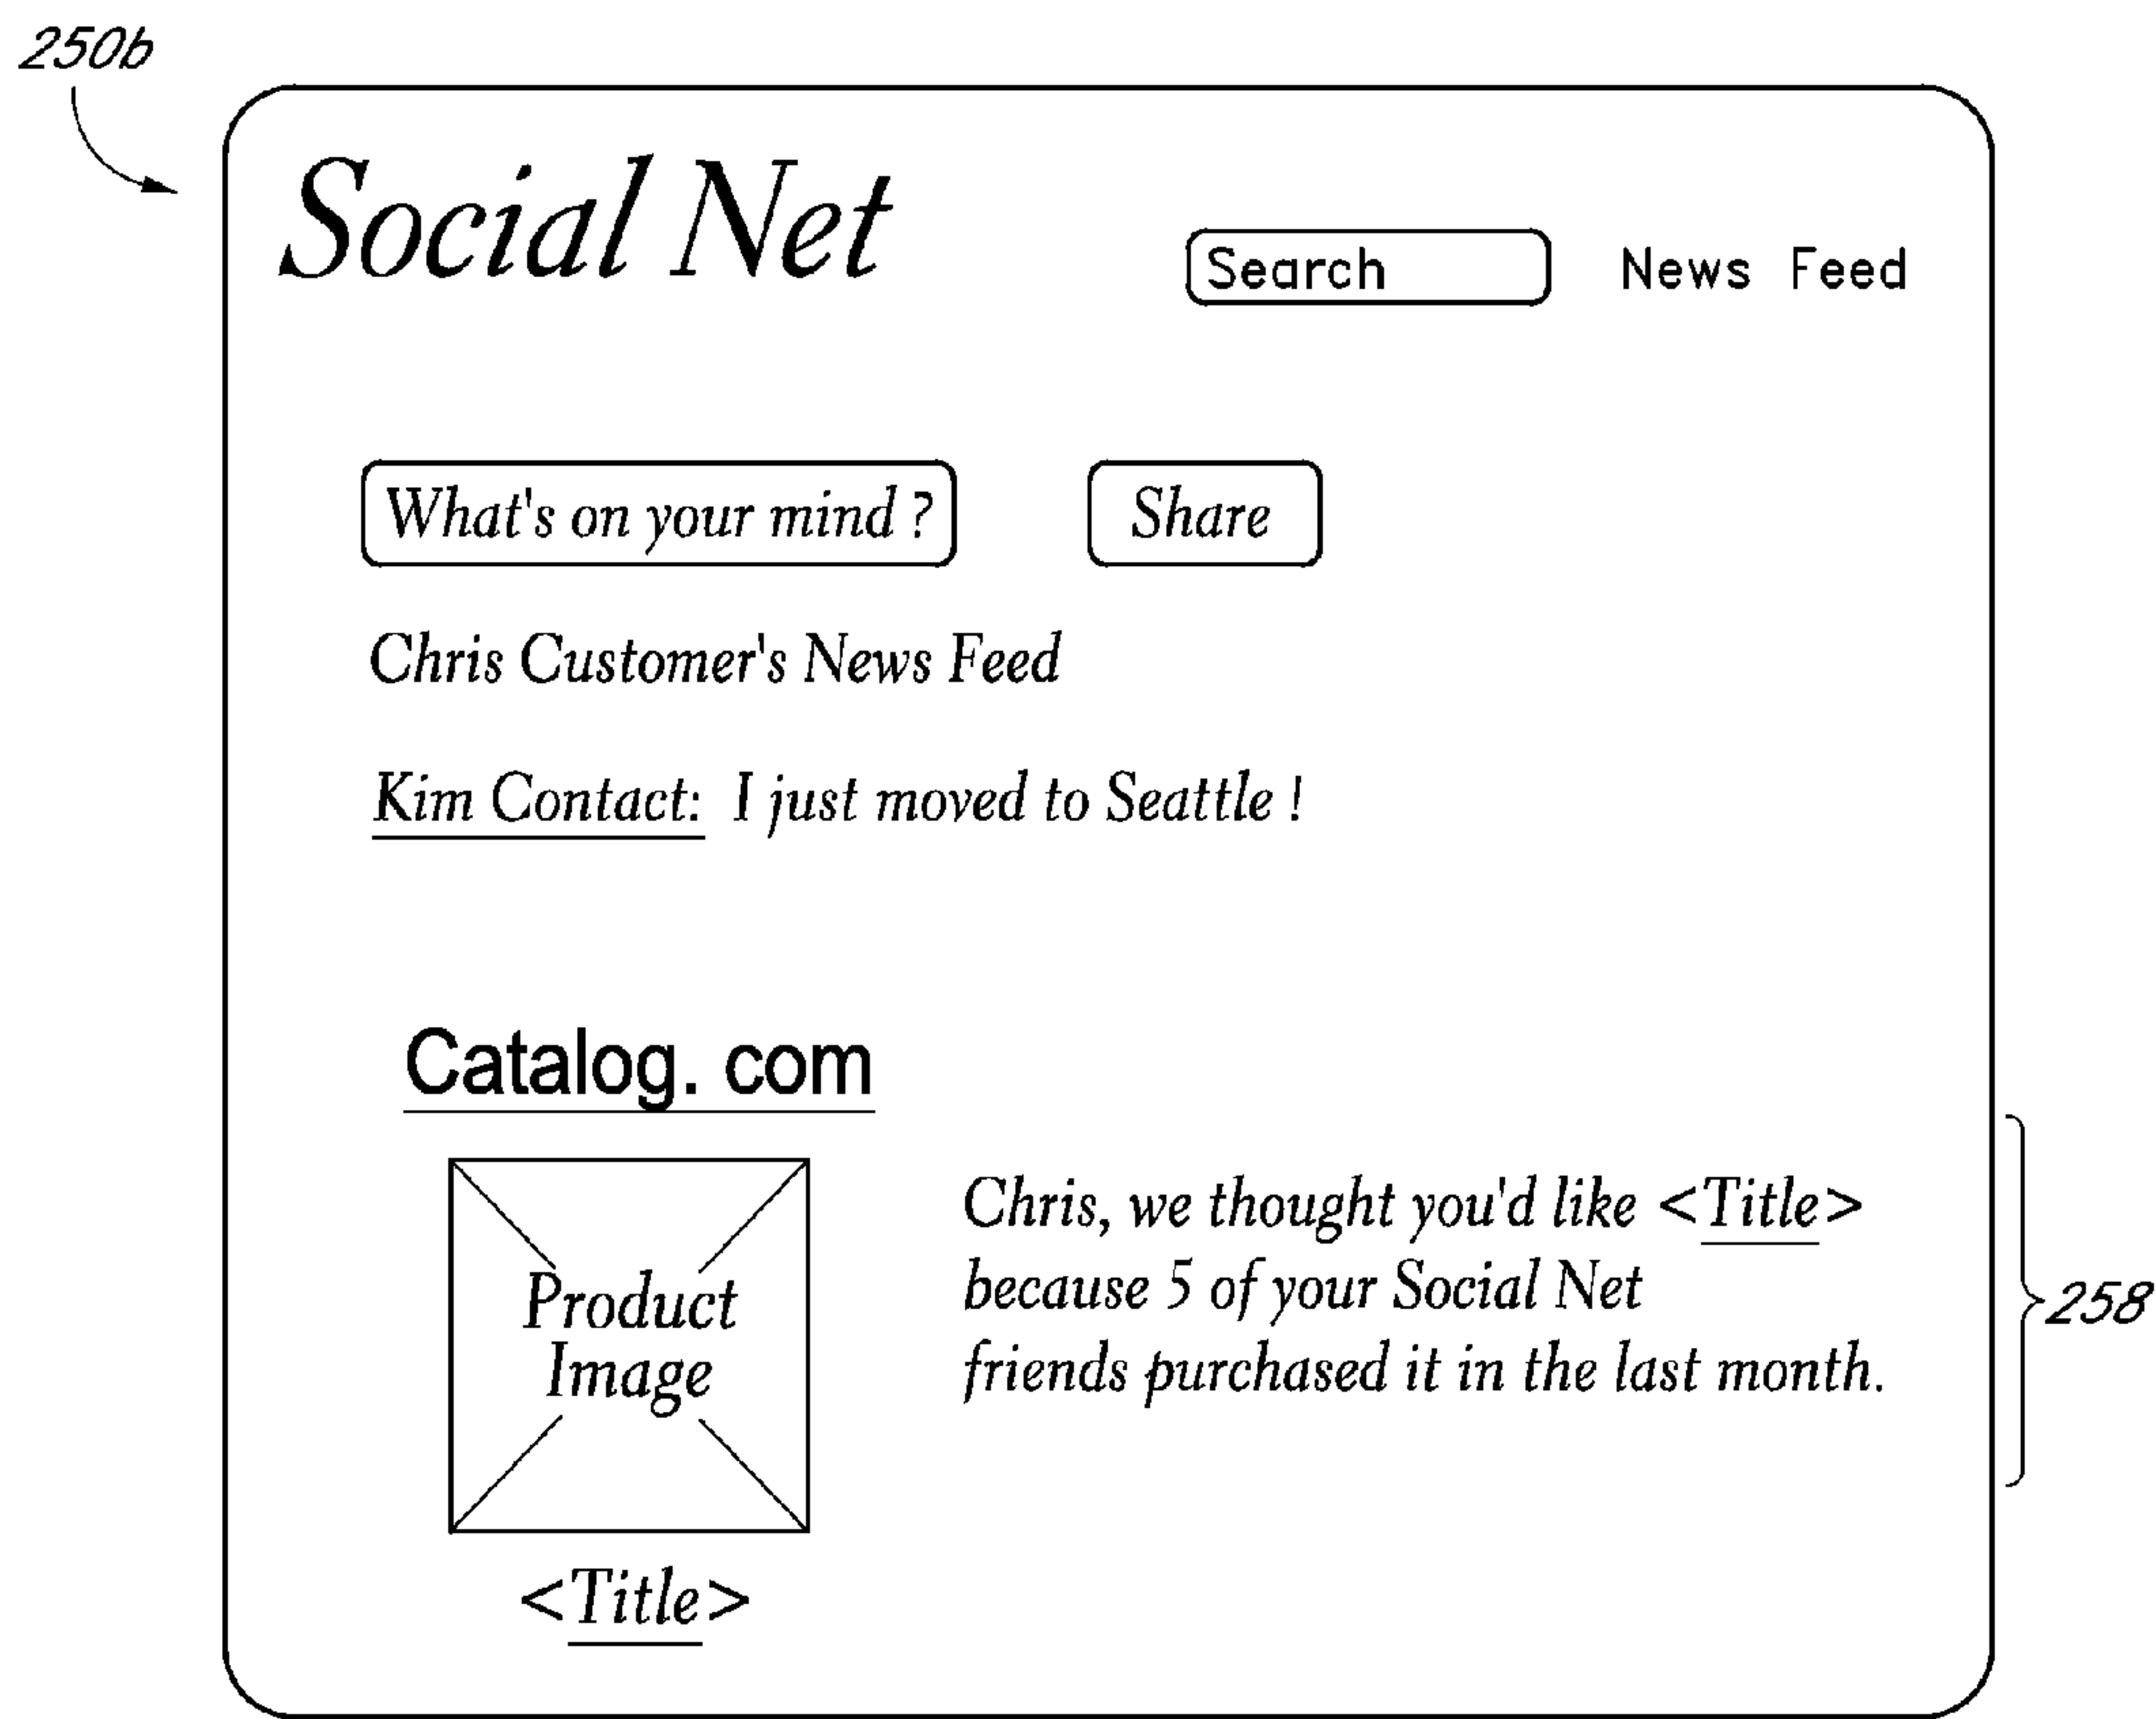 250b
Social Net
Search News Feed
What's on your mind ? Share
Chris Customer's News Feed
Kim Contact: I just moved to Seattle !
Catalog. com
Chris, we thought you'd like <Title>
because 5 of your Social Net
friends purchased it in the last month.
258
Product
Image
<Title>